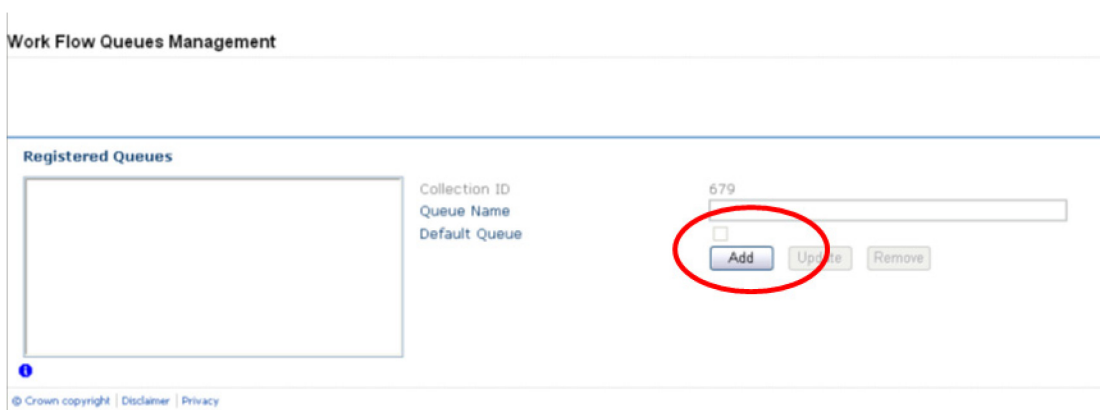 Work Flow Queues Management
Registered Queues
Collection ID 679
Queue Name
Default Queue
Add Update Remove
© Crown copyright | Disclaimer | Privacy